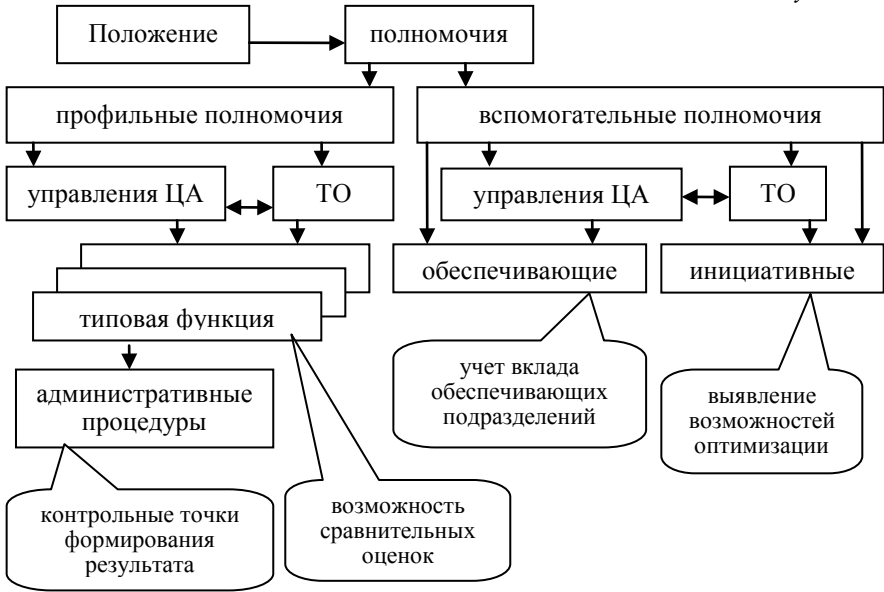 Положение
полномочия
профильные полномочия
вспомогательные полномочия
управления ЦА
ТО
управления ЦА
ТО
обеспечивающие
инициативные
типовая функция
учет вклада
обеспечивающих
подразделений
выявление
возможностей
оптимизации
административные
процедуры
контрольные точки
формирования
результата
возможность
сравнительных
оценок